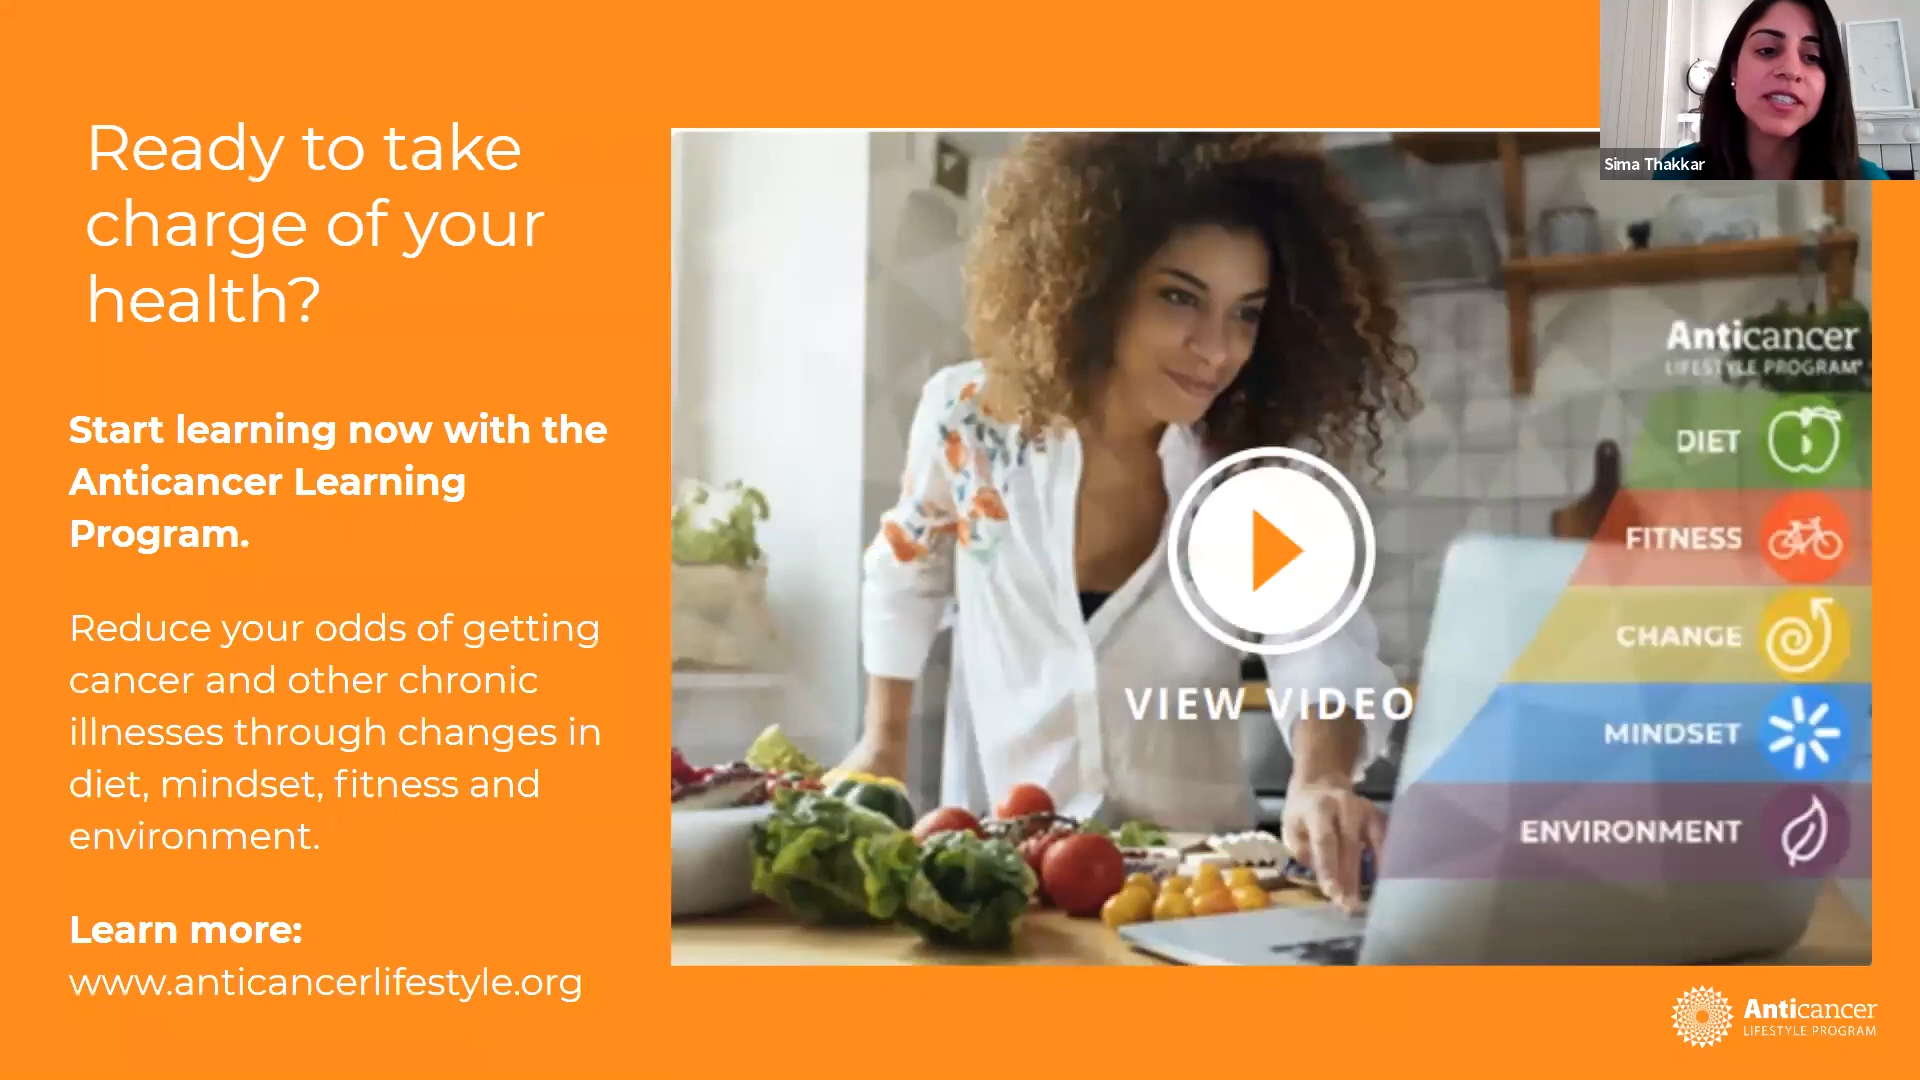 Ready to take
charge of your
health?
Start learning now with the
Anticancer Learning
Program.
Reduce your odds of getting
cancer and other chronic
illnesses through changes in
diet, mindset, fitness and
environment.
Learn more:
www.anticancerlifestyle.org
Sima Thakkar
Anticancer
LIFESTYLE PROGRAM®
DIET
FITNESS
CHANGE
MINDSET
ENVIRONMENT
VIEW VIDEO
Anticancer
LIFESTYLE PROGRAM